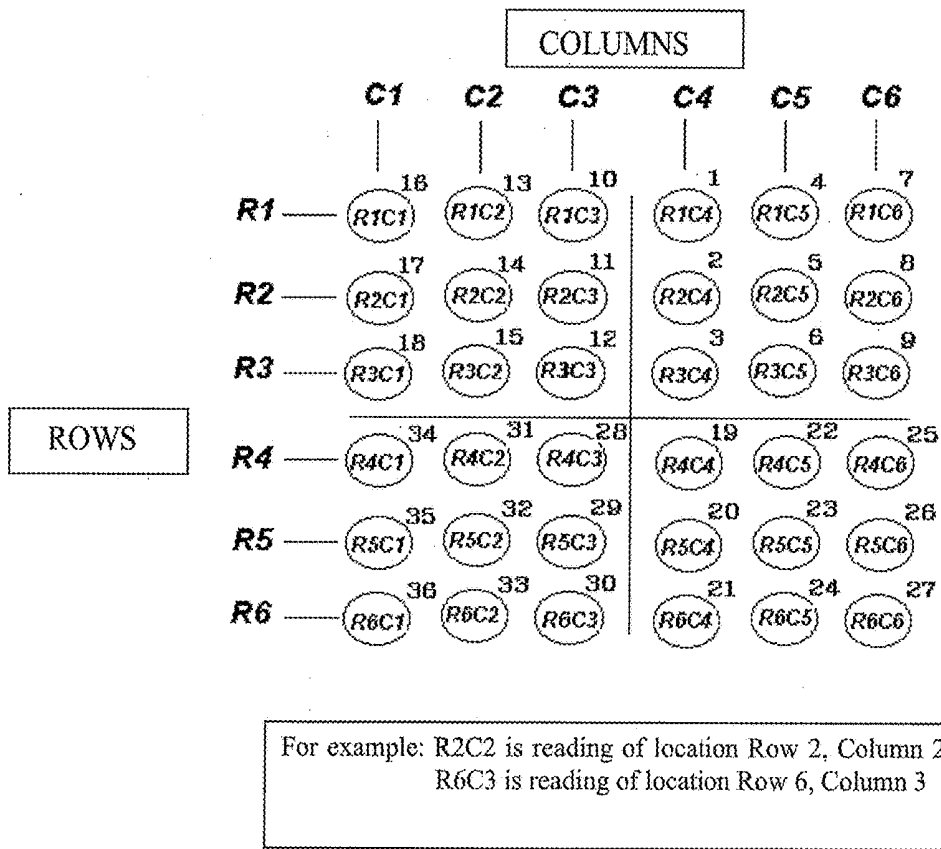 COLUMNS
C1 C2 C3 C4 C5 C6
16 13 10 1 4 7
R1 R1C1 R1C2 R1C3 R1C4 R1C5 R1C6
17 14 11 2 5 8
R2 R2C1 R2C2 R2C3 R2C4 R2C5 R2C6
18 15 12 3 6 9
R3 R3C1 R3C2 R3C3 R3C4 R3C5 R3C6
ROWS
34 31 28 19 22 25
R4 R4C1 R4C2 R4C3 R4C4 R4C5 R4C6
35 32 29 20 23 26
R5 R5C1 R5C2 R5C3 R5C4 R5C5 R5C6
36 33 30 21 24 27
R6 R6C1 R6C2 R6C3 R6C4 R6C5 R6C6
For example: R2C2 is reading of location Row 2, Column 2
R6C3 is reading of location Row 6, Column 3